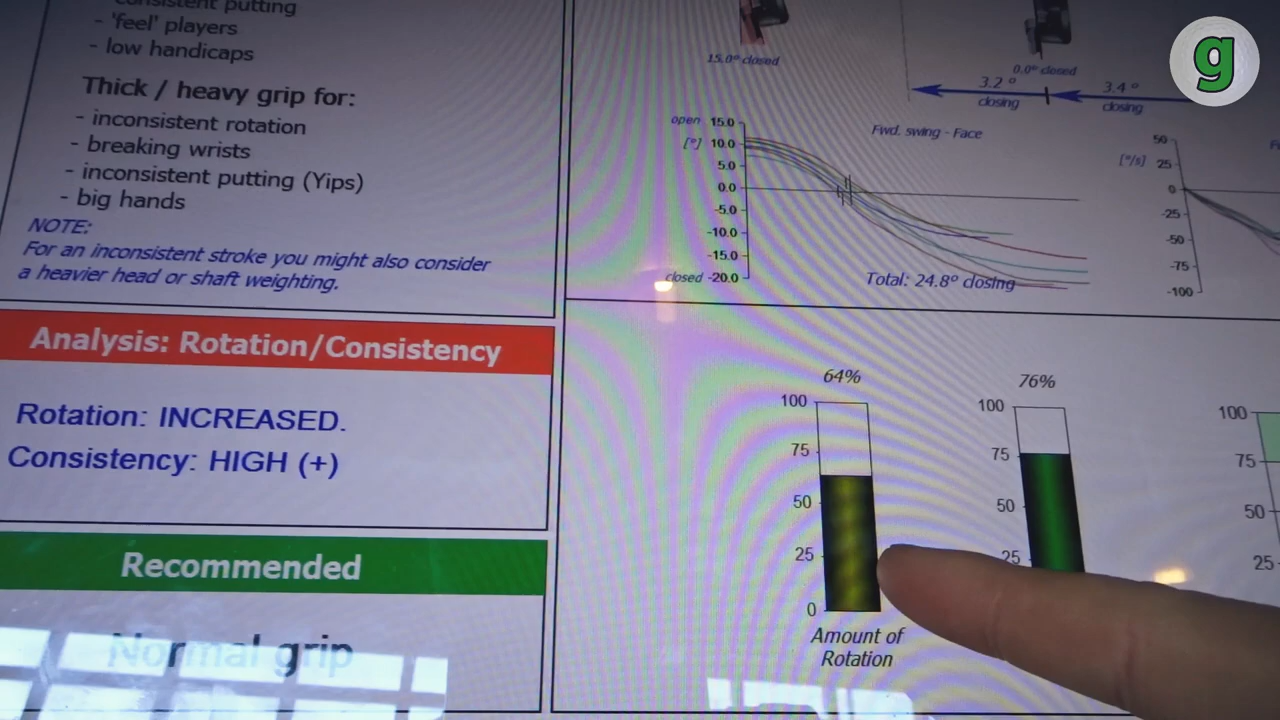 consistent putting
- 'feel' players
- low handicaps
Thick / heavy grip for:
- inconsistent rotation
- breaking wrists
- inconsistent putting (Yips)
- big hands
NOTE:
For an inconsistent stroke you might also consider
a heavier head or shaft weighting.
Analysis: Rotation/Consistency
Rotation: INCREASED.
Consistency: HIGH (+)
Recommended
Normal grip
15.0° closed
0.0° closed
3.2 °
closing
3.4 °
closing
Fwd. swing - Face
open 15.0
[°] 10.0
5.0
0.0
-5.0
-10.0
-15.0
closed -20.0
Total: 24.8° closing
50
[°/s] 25
0
-25
-50
-75
-100
64%
100
75
50
25
0
Amount of
Rotation
76%
100
75
50
25
100
75
50
25
g